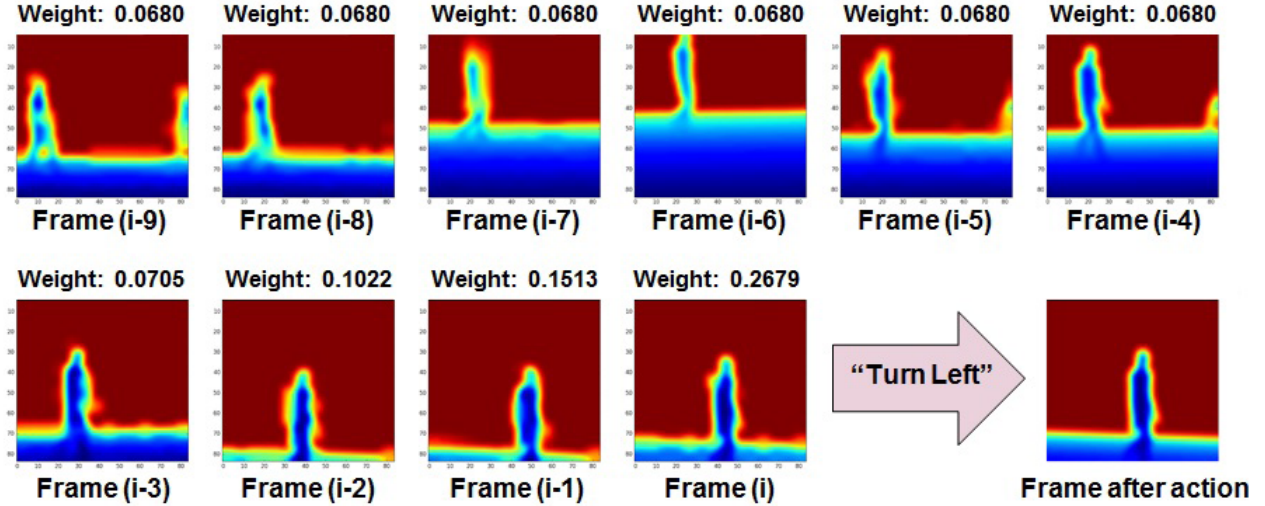 Weight: 0.0680 Weight: 0.0680 Weight: 0.0680 Weight: 0.0680 Weight: 0.0680 Weight: 0.0680
Frame (i-9) Frame (i-8) Frame (i-7) Frame (i-6) Frame (i-5) Frame (i-4)
Weight: 0.0705 Weight: 0.1022 Weight: 0.1513 Weight: 0.2679
“Turn Left”
Frame (i-3) Frame (i-2) Frame (i-1) Frame (i) Frame after action